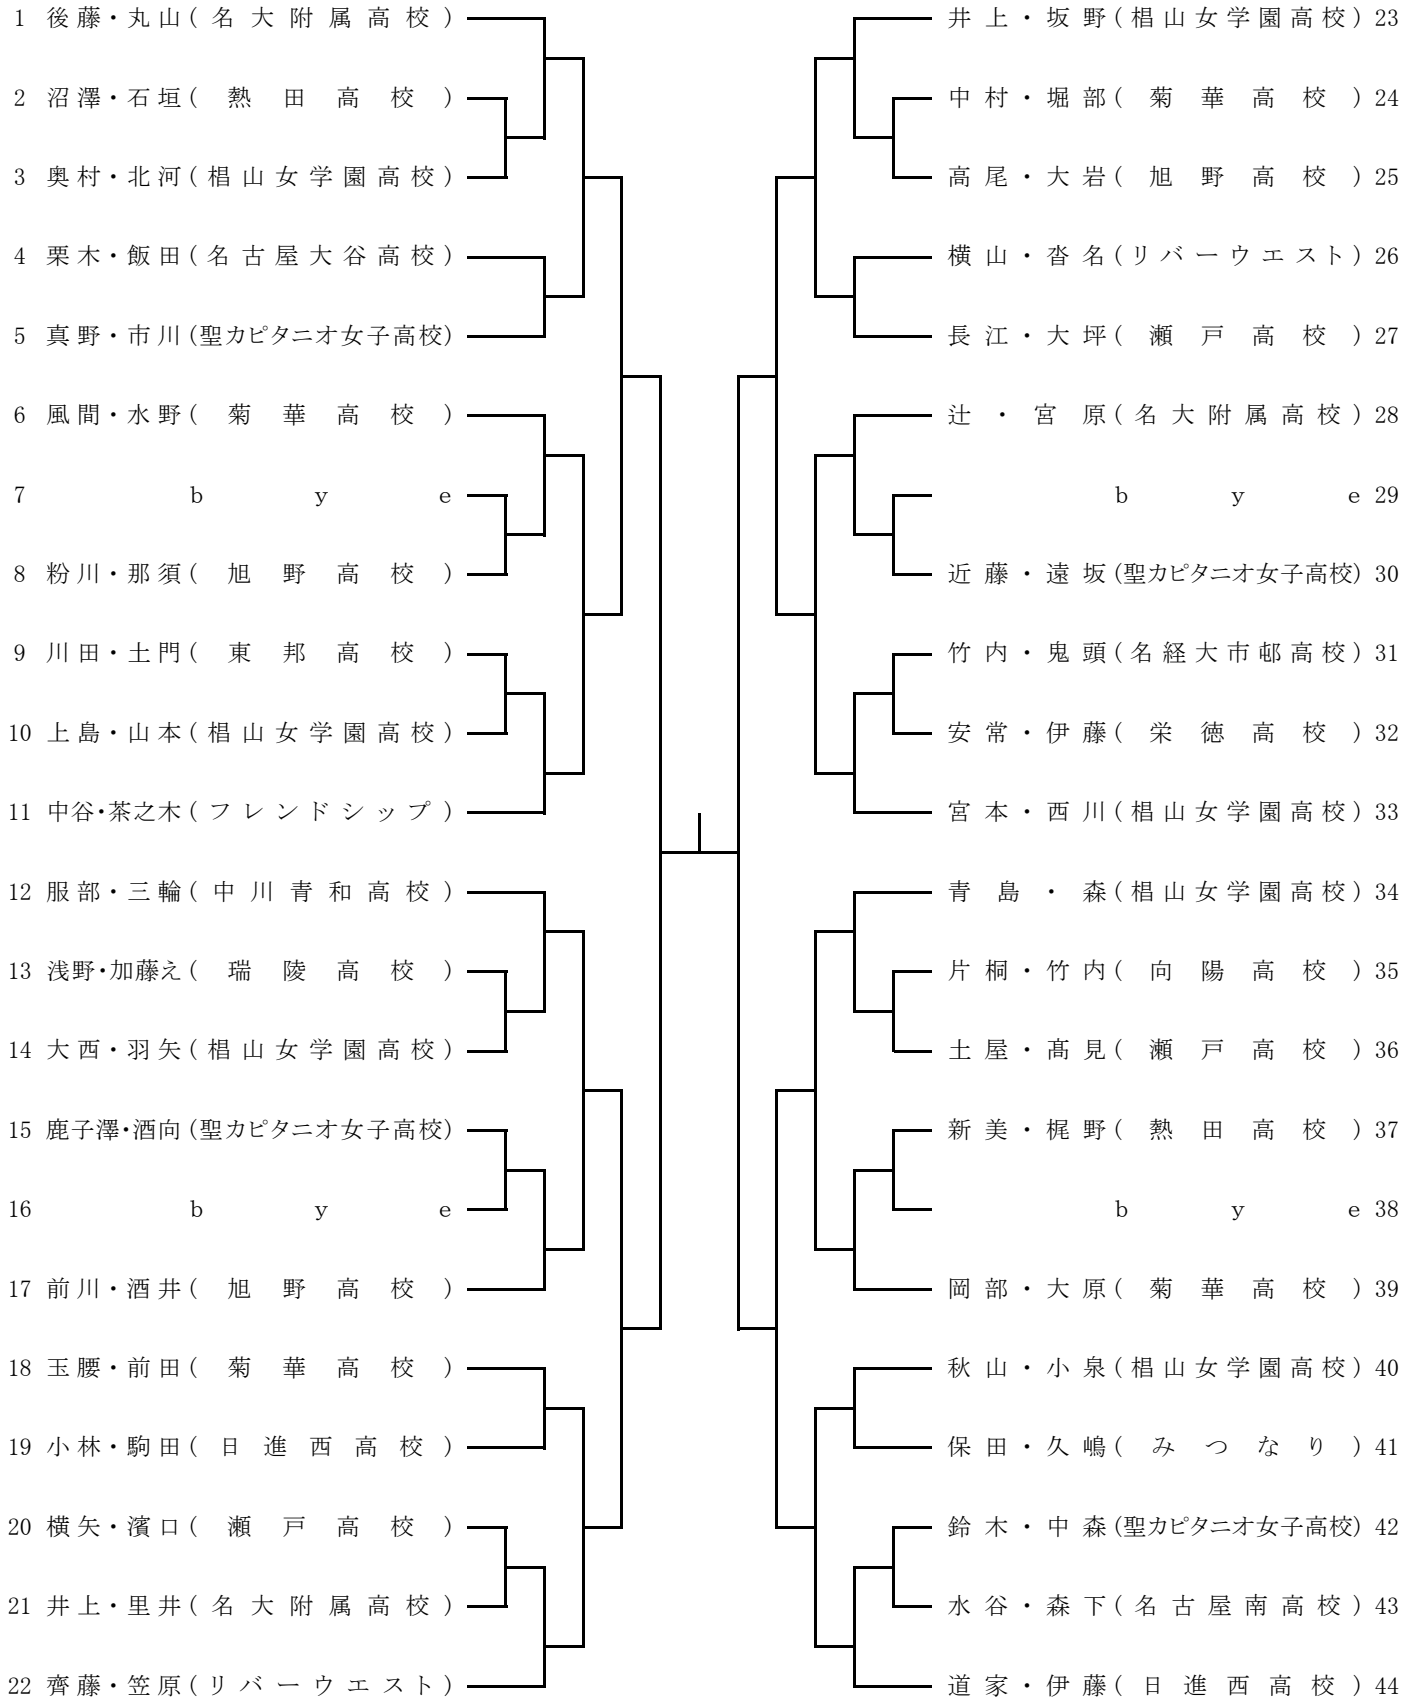 1 後藤・丸山(名大附属高校)
2 沼澤・石垣(熱田高校)
3 奥村・北河(椙山女学園高校)
4 栗木・飯田(名古屋大谷高校)
5 真野・市川(聖カピタニオ女子高校)
6 風間・水野(菊華高校)
7 bye
8 粉川・那須(旭野高校)
9 川田・土門(東邦高校)
10 上島・山本(椙山女学園高校)
11 中谷・茶之木(フレンドシップ)
12 服部・三輪(中川青和高校)
13 浅野・加藤え(瑞陵高校)
14 大西・羽矢(椙山女学園高校)
15 鹿子澤・酒向(聖カピタニオ女子高校)
16 bye
17 前川・酒井(旭野高校)
18 玉腰・前田(菊華高校)
19 小林・駒田(日進西高校)
20 横矢・濱口(瀬戸高校)
21 井上・里井(名大附属高校)
22 齊藤・笠原(リバーウエスト)
井上・坂野(椙山女学園高校) 23
中村・堀部(菊華高校) 24
高尾・大岩(旭野高校) 25
横山・沓名(リバーウエスト) 26
長江・大坪(瀬戸高校) 27
辻・宮原(名大附属高校) 28
bye 29
近藤・遠坂(聖カピタニオ女子高校) 30
竹内・鬼頭(名経大市邨高校) 31
安常・伊藤(栄徳高校) 32
宮本・西川(椙山女学園高校) 33
青島・森(椙山女学園高校) 34
片桐・竹内(向陽高校) 35
土屋・髙見(瀬戸高校) 36
新美・梶野(熱田高校) 37
bye 38
岡部・大原(菊華高校) 39
秋山・小泉(椙山女学園高校) 40
保田・久嶋(みつなり) 41
鈴木・中森(聖カピタニオ女子高校) 42
水谷・森下(名古屋南高校) 43
道家・伊藤(日進西高校) 44